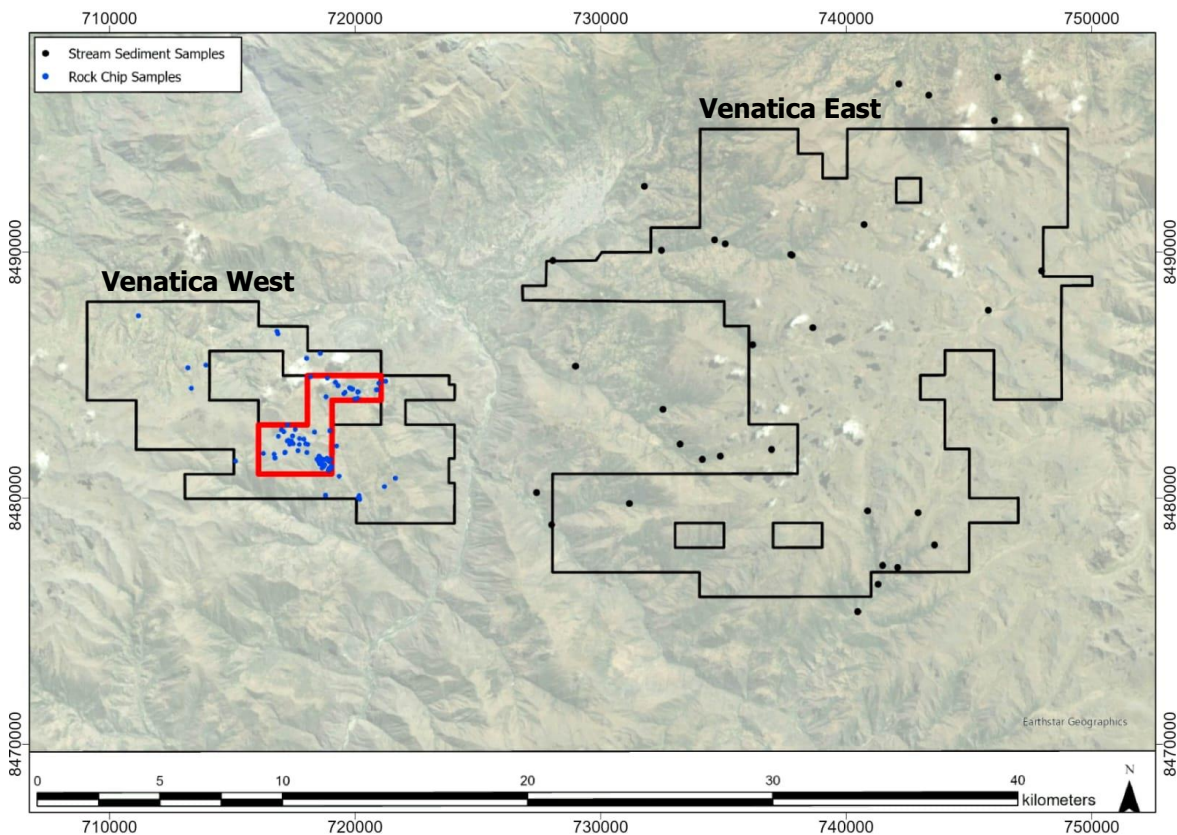 710000 720000 730000 740000 750000
Stream Sediment Samples
Rock Chip Samples
Venatica East
8490000 8490000
Venatica West
8480000 8480000
Earthstar Geographics
8470000 8470000
0 5 10 20 30 40
kilometers
N
710000 720000 730000 740000 750000